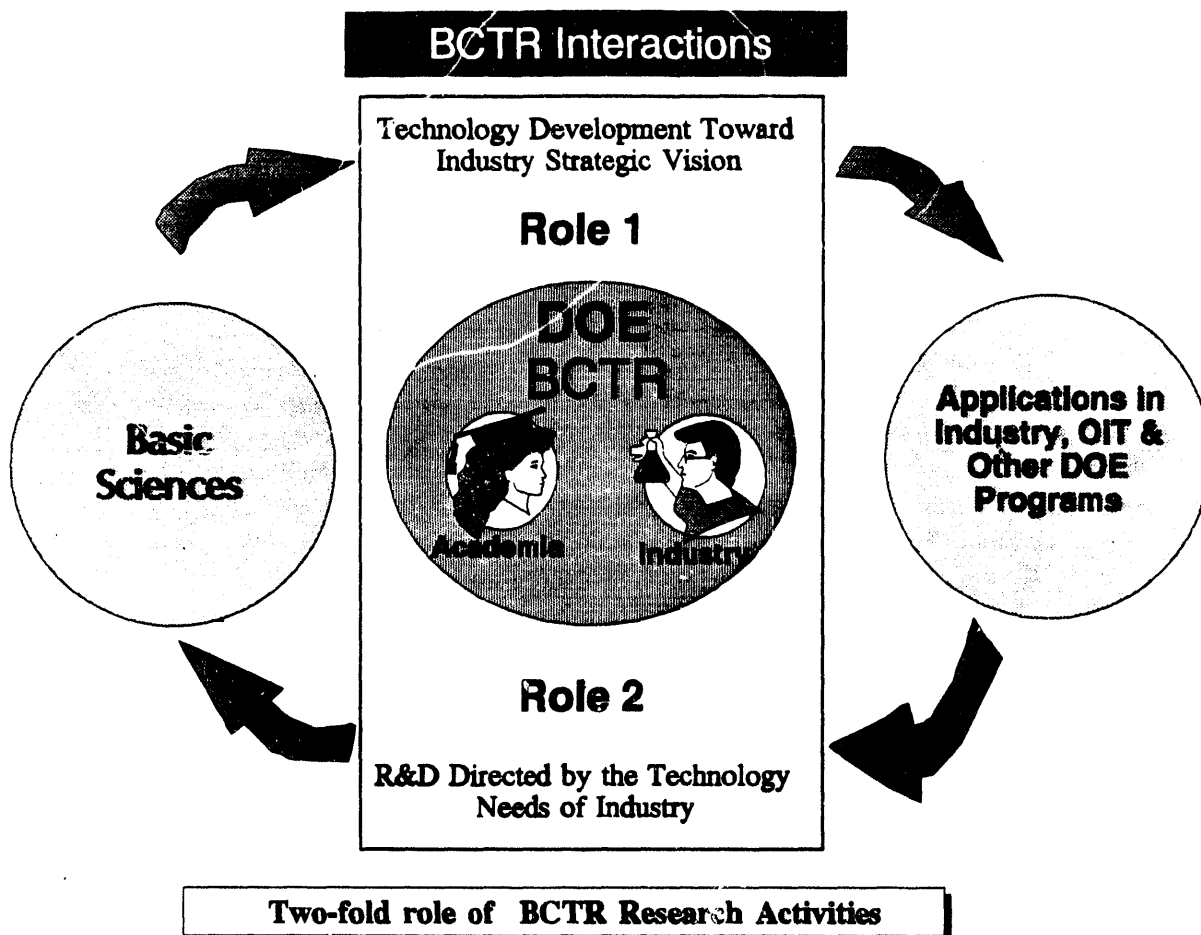 BCTR Interactions
Technology Development Toward
Industry Strategic Vision
Role 1
DOE
BCTR
Academia
Industry
Basic
Sciences
Applications in
Industry, OIT &
Other DOE
Programs
Role 2
R&D Directed by the Technology
Needs of Industry
Two-fold role of BCTR Research Activities